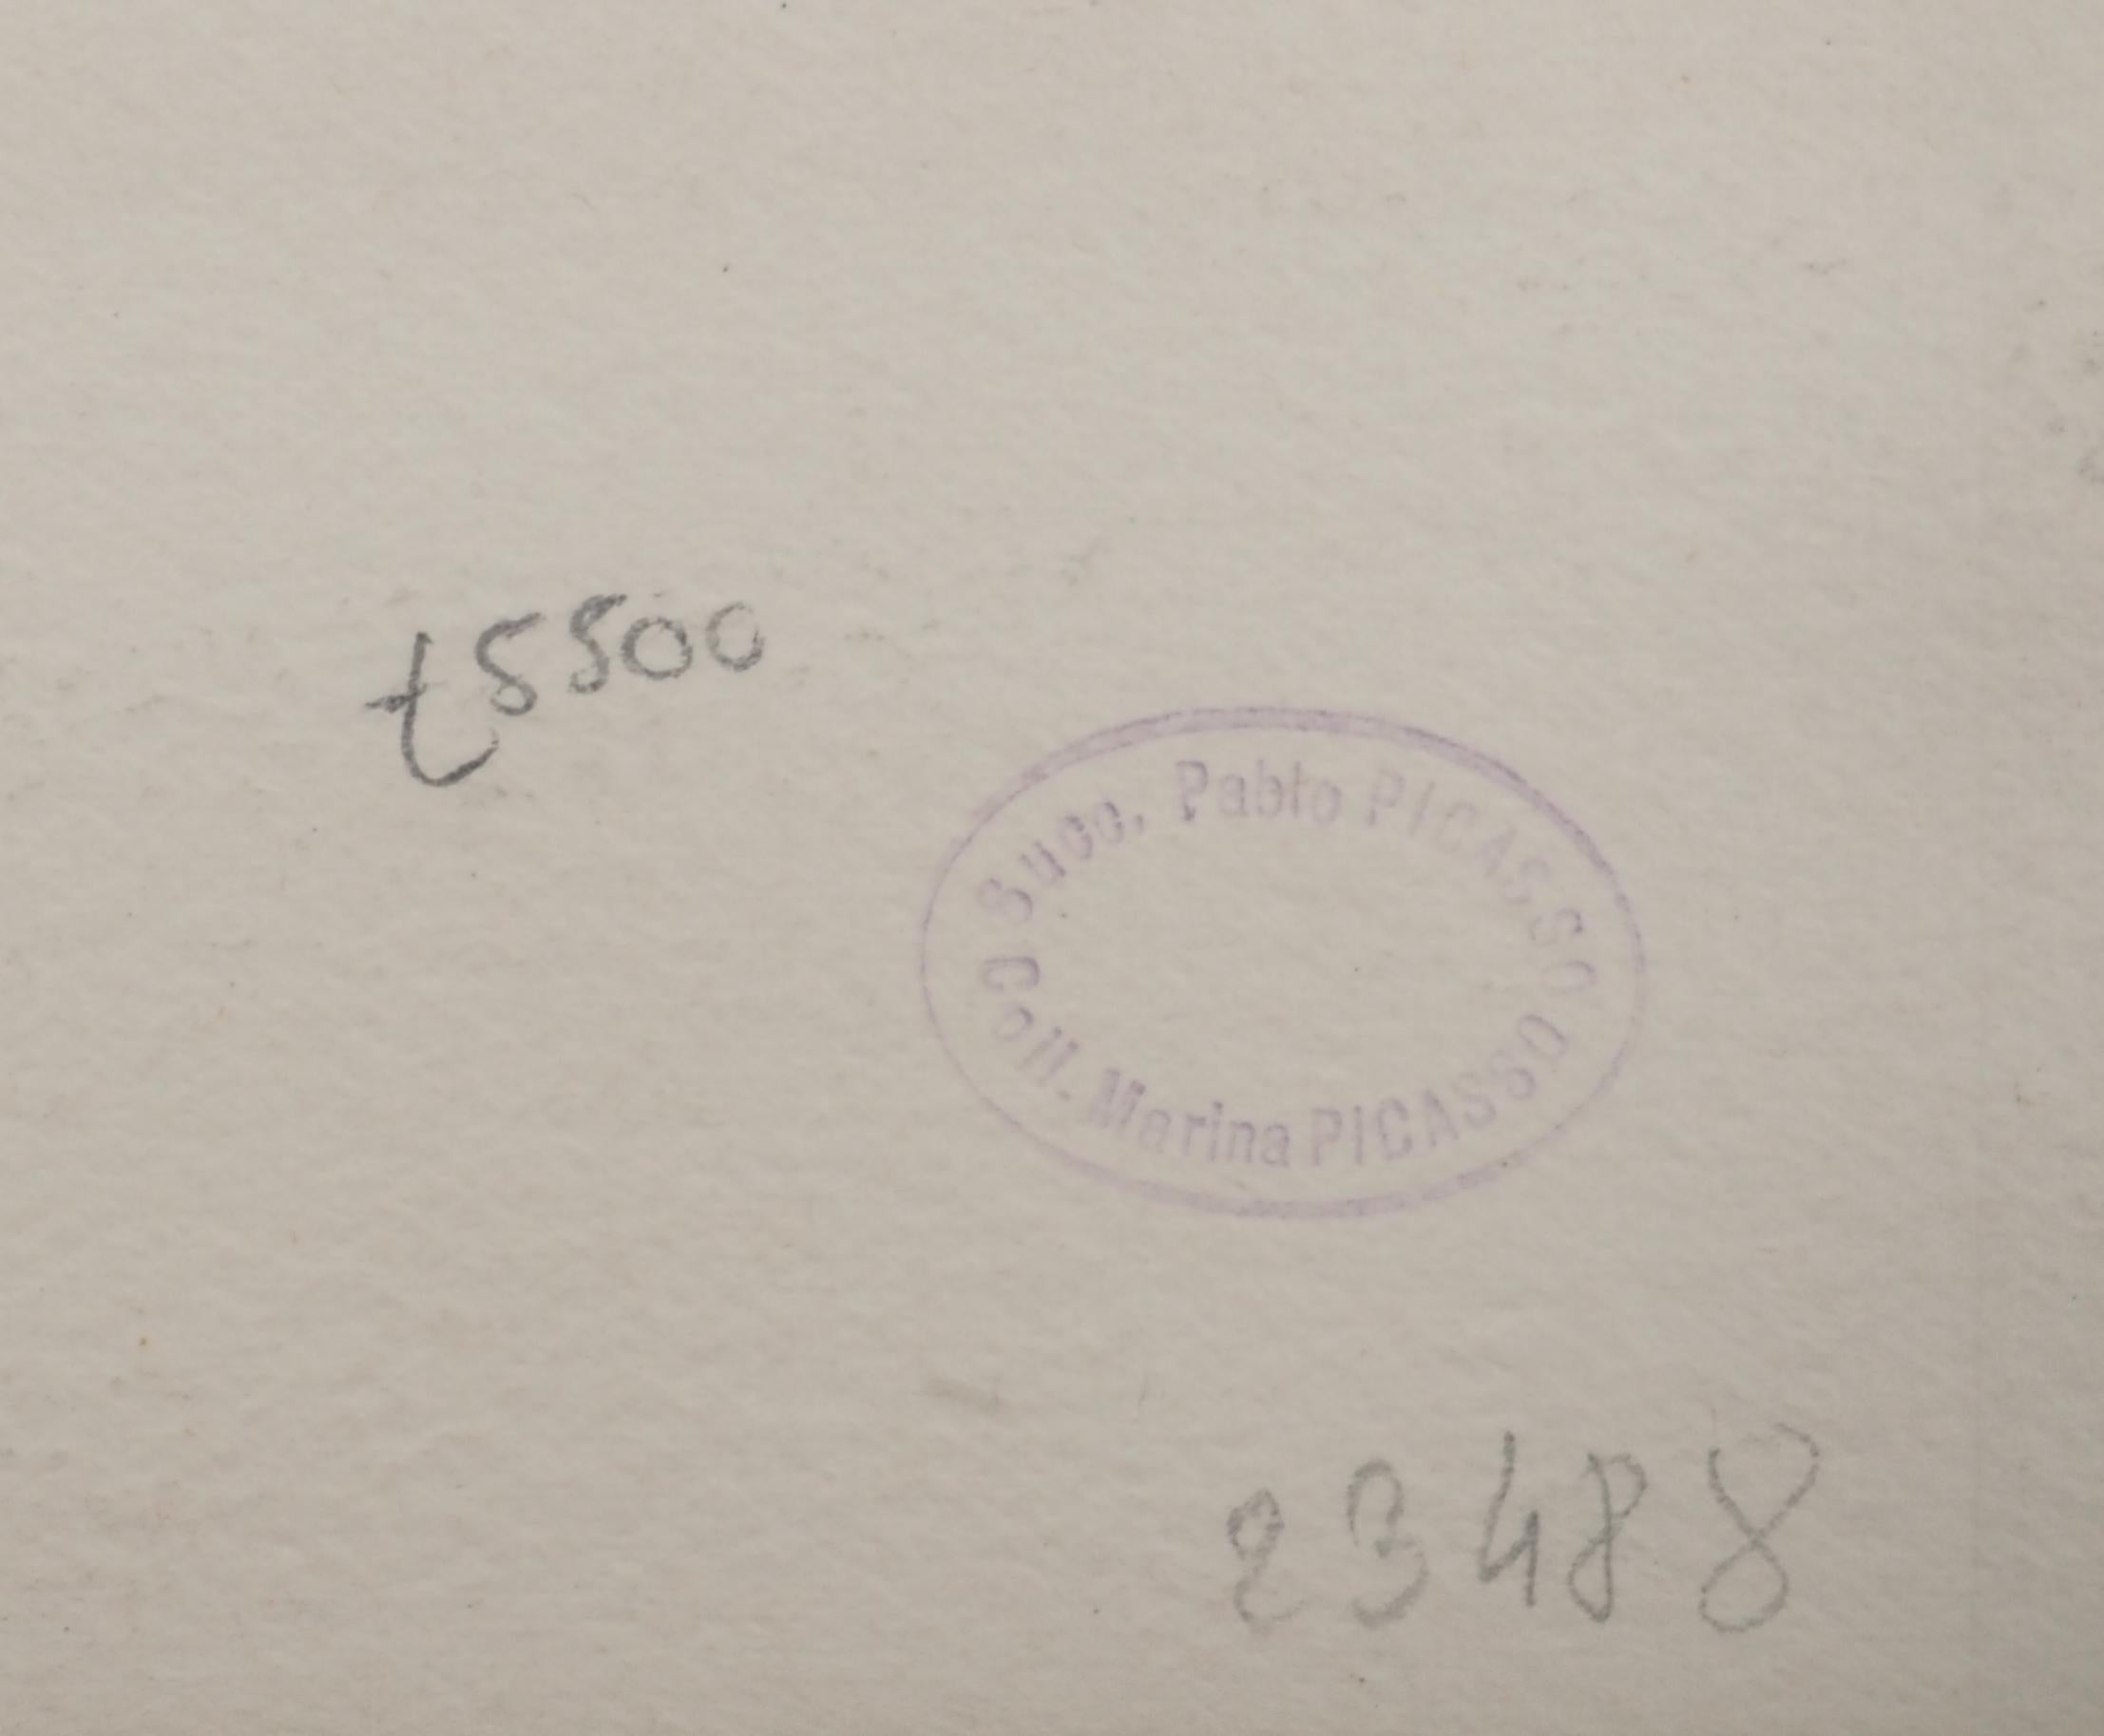 t5500
Succ. Pablo PICASSO
Coll. Marina PICASSO
23488